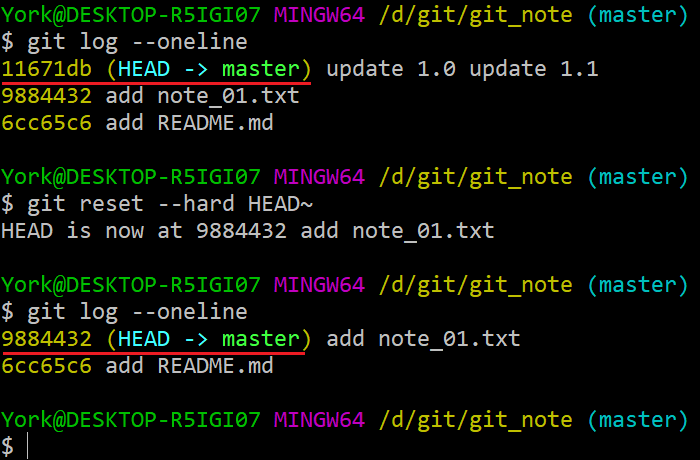 York@DESKTOP-R5IGI07 MINGW64 /d/git/git_note (master)
$ git log --oneline
11671db (HEAD -> master) update 1.0 update 1.1
9884432 add note_01.txt
6cc65c6 add README.md
York@DESKTOP-R5IGI07 MINGW64 /d/git/git_note (master)
$ git reset --hard HEAD~
HEAD is now at 9884432 add note_01.txt
York@DESKTOP-R5IGI07 MINGW64 /d/git/git_note (master)
$ git log --oneline
9884432 (HEAD -> master) add note_01.txt
6cc65c6 add README.md
York@DESKTOP-R5IGI07 MINGW64 /d/git/git_note (master)
$